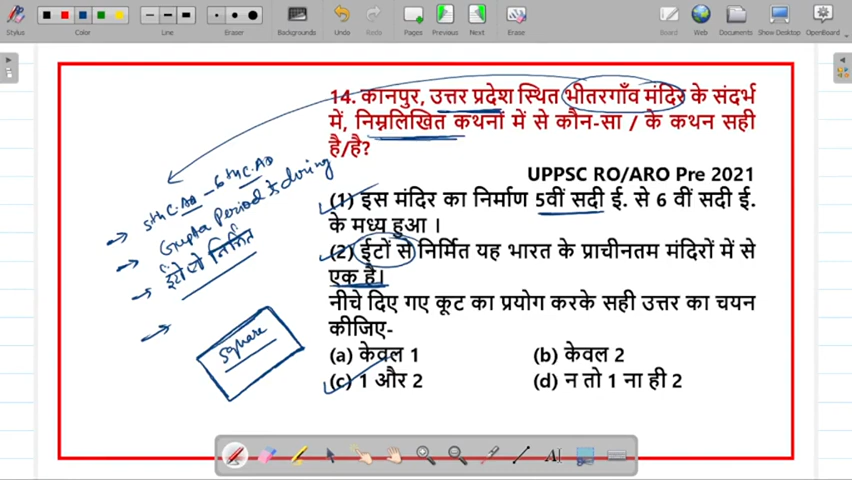 Stylus
Color
Line
Eraser
Backgrounds
Undo
Pages
Previous
Next
Erase
Board
Web
Documents
Show Desktop
OpenBoard
14. कानपुर, उत्तर प्रदेश स्थित भीतरगाँव मंदिर के संदर्भ
में, निम्नलिखित कथनों में से कौन-सा / के कथन सही
है/है?
UPPSC RO/ARO Pre 2021
(1) इस मंदिर का निर्माण 5वीं सदी ई. से 6 वीं सदी ई.
के मध्य हुआ ।
(2) ईटों से निर्मित यह भारत के प्राचीनतम मंदिरों में से
एक है।
नीचे दिए गए कूट का प्रयोग करके सही उत्तर का चयन
कीजिए-
(a) केवल 1
(b) केवल 2
(c) 1 और 2
(d) न तो 1 ना ही 2
5th C.AD - 6th C.AD
Gupta Period during
ईंटो से निर्मित
Square